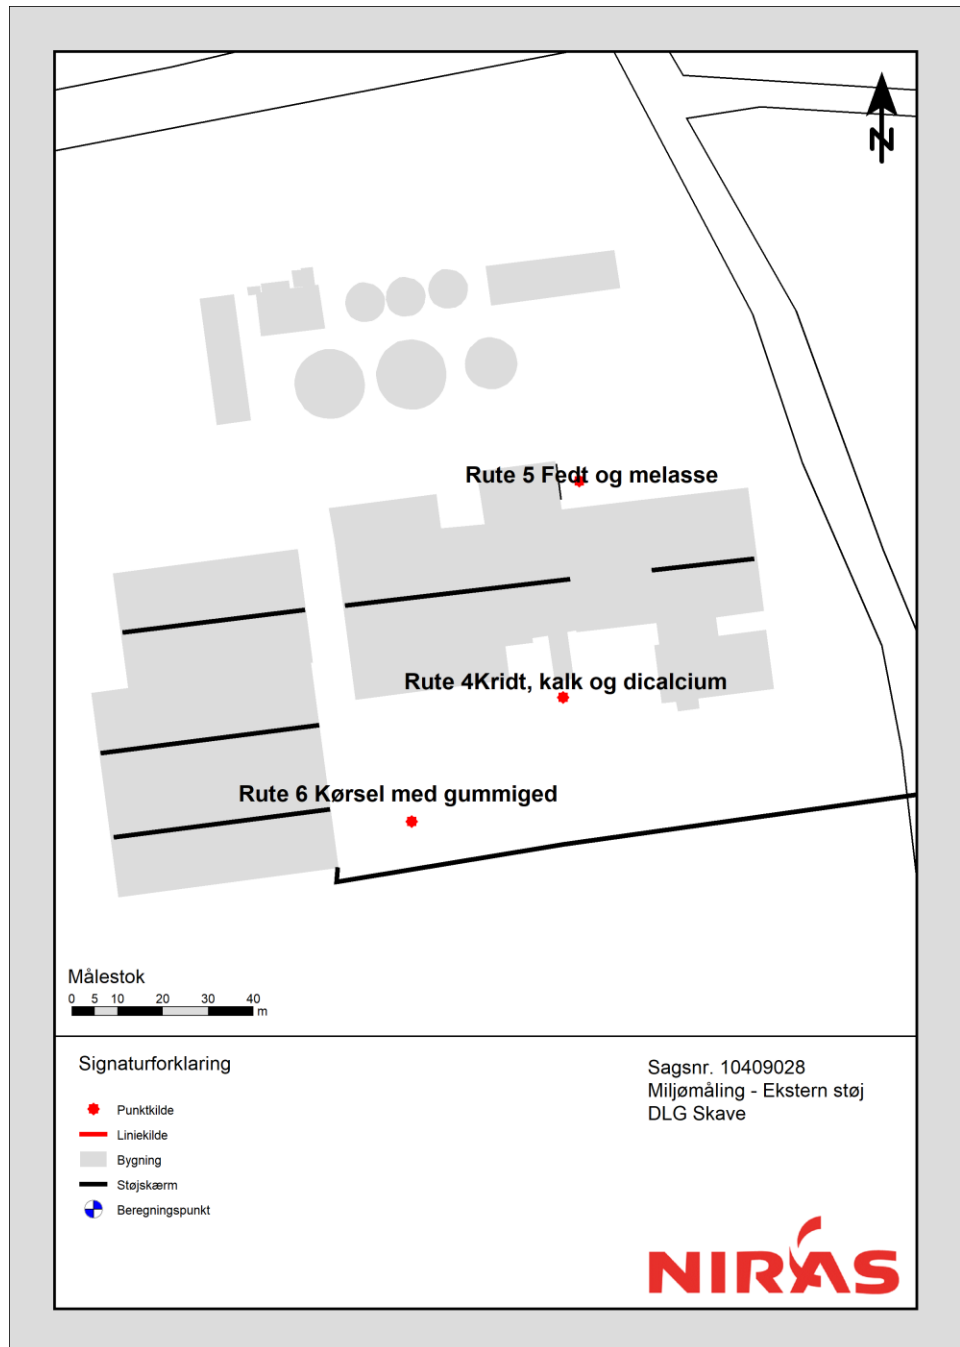 N
Rute 5 Fedt og melasse
Rute 4Kridt, kalk og dicalcium
Rute 6 Kørsel med gummiged
Målestok
0 5 10 20 30 40
m
Signaturforklaring
Punktkilde
Liniekilde
Bygning
Støjskærm
Beregningspunkt
Sagsnr. 10409028
Miljømåling - Ekstern støj
DLG Skave
NIRAS